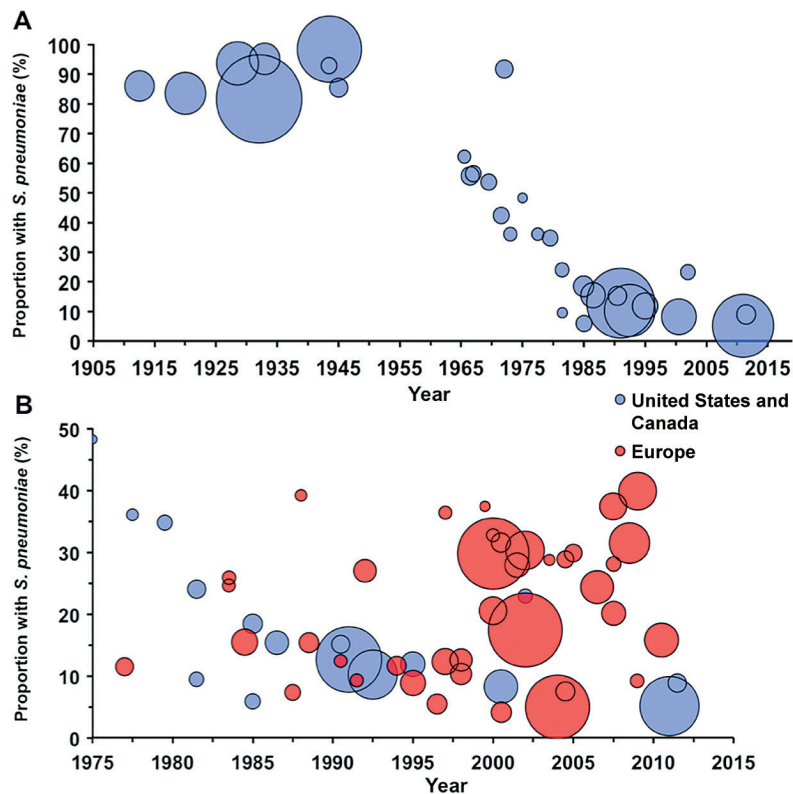 A
Proportion with S. pneumoniae (%)
100
90
80
70
60
50
40
30
20
10
0
1905 1915 1925 1935 1945 1955 1965 1975 1985 1995 2005 2015
Year
B
United States and
Canada
Europe
Proportion with S. pneumoniae (%)
50
40
30
20
10
0
1975 1980 1985 1990 1995 2000 2005 2010 2015
Year